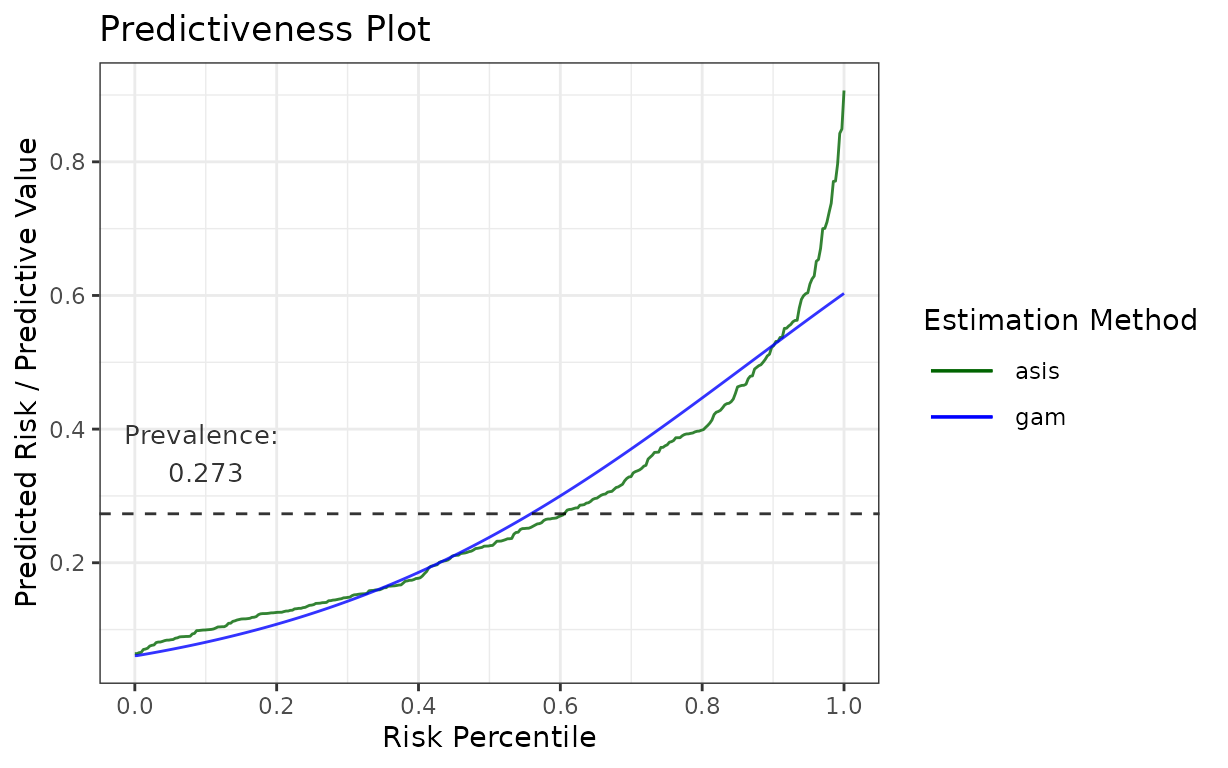 Predictiveness Plot
Predicted Risk / Predictive Value
0.8
0.6
0.4
0.2
Prevalence:
0.273
0.0 0.2 0.4 0.6 0.8 1.0
Risk Percentile
Estimation Method
asis
gam